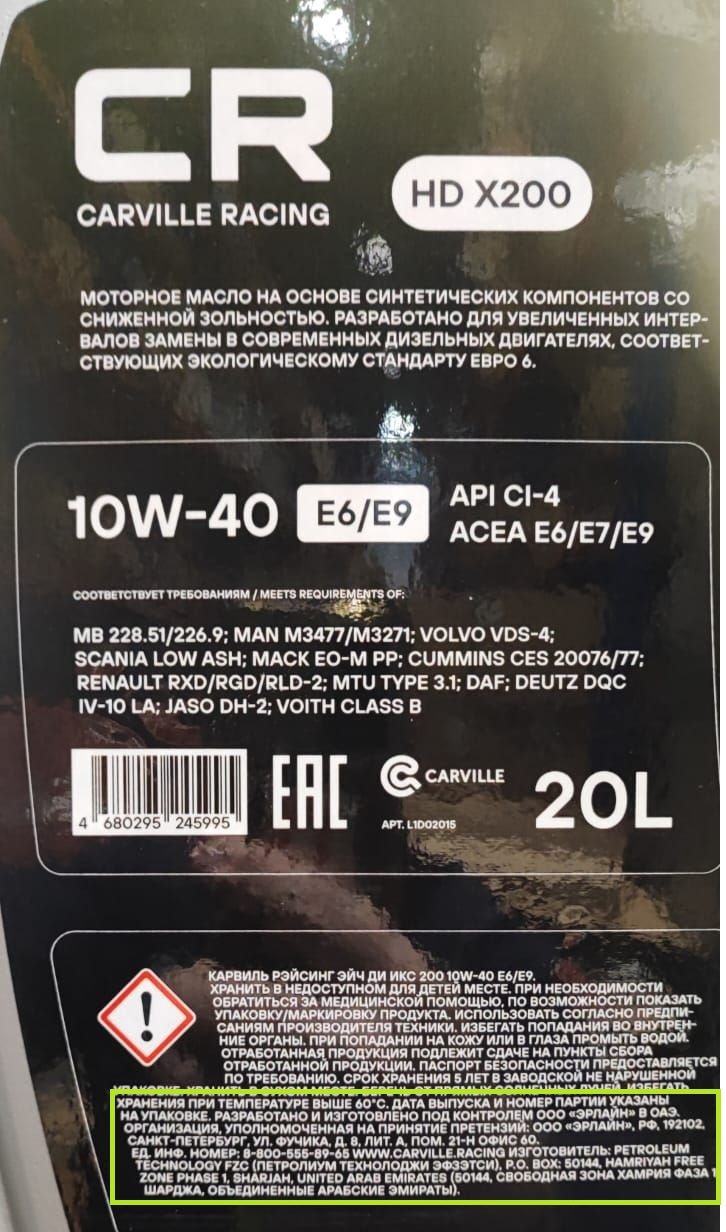 CR
CARVILLE RACING
HD X200
МОТОРНОЕ МАСЛО НА ОСНОВЕ СИНТЕТИЧЕСКИХ КОМПОНЕНТОВ СО
СНИЖЕННОЙ ЗОЛЬНОСТЬЮ. РАЗРАБОТАНО ДЛЯ УВЕЛИЧЕННЫХ ИНТЕР-
ВАЛОВ ЗАМЕНЫ В СОВРЕМЕННЫХ ДИЗЕЛЬНЫХ ДВИГАТЕЛЯХ, СООТВЕТ-
СТВУЮЩИХ ЭКОЛОГИЧЕСКОМУ СТАНДАРТУ ЕВРО 6.
10W-40 E6/E9
API CI-4
ACEA E6/E7/E9
СООТВЕТСТВУЕТ ТРЕБОВАНИЯМ / MEETS REQUIREMENTS OF:
MB 228.51/226.9; MAN M3477/M3271; VOLVO VDS-4;
SCANIA LOW ASH; MACK EO-M PP; CUMMINS CES 20076/77;
RENAULT RXD/RGD/RLD-2; MTU TYPE 3.1; DAF; DEUTZ DQC
IV-10 LA; JASO DH-2; VOITH CLASS B
4 680295 245995
EAC
CARVILLE
АРТ. L1D02015
20L
КАРВИЛЬ РЭЙСИНГ ЭЙЧ ДИ ИКС 200 10W-40 E6/E9.
ХРАНИТЬ В НЕДОСТУПНОМ ДЛЯ ДЕТЕЙ МЕСТЕ. ПРИ НЕОБХОДИМОСТИ
ОБРАТИТЬСЯ ЗА МЕДИЦИНСКОЙ ПОМОЩЬЮ, ПО ВОЗМОЖНОСТИ ПОКАЗАТЬ
УПАКОВКУ/МАРКИРОВКУ ПРОДУКТА. ИСПОЛЬЗОВАТЬ СОГЛАСНО ПРЕДПИ-
САНИЯМ ПРОИЗВОДИТЕЛЯ ТЕХНИКИ. ИЗБЕГАТЬ ПОПАДАНИЯ ВО ВНУТРЕН-
НИЕ ОРГАНЫ. ПРИ ПОПАДАНИИ НА КОЖУ ИЛИ В ГЛАЗА ПРОМЫТЬ ВОДОЙ.
ОТРАБОТАННАЯ ПРОДУКЦИЯ ПОДЛЕЖИТ СДАЧЕ НА ПУНКТЫ СБОРА
ОТРАБОТАННОЙ ПРОДУКЦИИ. ПАСПОРТ БЕЗОПАСНОСТИ ПРЕДОСТАВЛЯЕТСЯ
ПО ТРЕБОВАНИЮ. СРОК ХРАНЕНИЯ 5 ЛЕТ В ЗАВОДСКОЙ НЕ НАРУШЕННОЙ
УПАКОВКЕ. ХРАНИТЬ В СУХОМ МЕСТЕ. БЕРЕЧЬ ОТ ПРЯМЫХ СОЛНЕЧНЫХ ЛУЧЕЙ. ИЗБЕГАТЬ
ХРАНЕНИЯ ПРИ ТЕМПЕРАТУРЕ ВЫШЕ 60°С. ДАТА ВЫПУСКА И НОМЕР ПАРТИИ УКАЗАНЫ
НА УПАКОВКЕ. РАЗРАБОТАНО И ИЗГОТОВЛЕНО ПОД КОНТРОЛЕМ ООО «ЭРЛАЙН» В ОАЭ.
ОРГАНИЗАЦИЯ, УПОЛНОМОЧЕННАЯ НА ПРИНЯТИЕ ПРЕТЕНЗИЙ: ООО «ЭРЛАЙН», РФ, 192102,
САНКТ-ПЕТЕРБУРГ, УЛ. ФУЧИКА, Д. 8, ЛИТ. А, ПОМ. 21-Н ОФИС 60.
ЕД. ИНФ. НОМЕР: 8-800-555-89-65 WWW.CARVILLE.RACING ИЗГОТОВИТЕЛЬ: PETROLEUM
TECHNOLOGY FZC (ПЕТРОЛИУМ ТЕХНОЛОДЖИ ЭФЗЭТСИ), P.O. BOX: 50144, HAMRIYAH FREE
ZONE PHASE 1, SHARJAH, UNITED ARAB EMIRATES (50144, СВОБОДНАЯ ЗОНА ХАМРИЯ ФАЗА 1
ШАРДЖА, ОБЪЕДИНЕННЫЕ АРАБСКИЕ ЭМИРАТЫ).